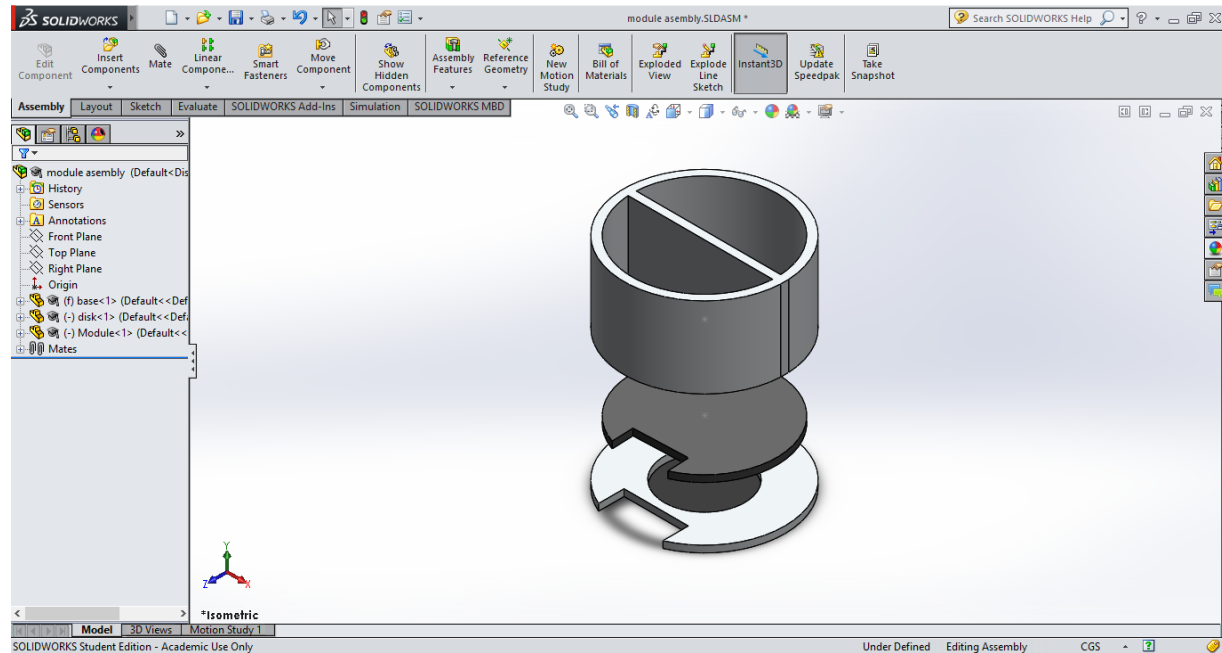 SOLIDWORKS
module asembly.SLDASM *
Search SOLIDWORKS Help
Edit Component
Insert Components
Mate
Linear Compone...
Smart Fasteners
Move Component
Show Hidden Components
Assembly Features
Reference Geometry
New Motion Study
Bill of Materials
Exploded View
Explode Line Sketch
Instant3D
Update Speedpak
Take Snapshot
Assembly Layout Sketch Evaluate SOLIDWORKS Add-Ins Simulation SOLIDWORKS MBD
module asembly (Default<Dis
History
Sensors
Annotations
Front Plane
Top Plane
Right Plane
Origin
(f) base<1> (Default<<Def
(-) disk<1> (Default<<Defa
(-) Module<1> (Default<<
Mates
Y
Z X
*Isometric
Model 3D Views Motion Study 1
SOLIDWORKS Student Edition - Academic Use Only
Under Defined Editing Assembly CGS